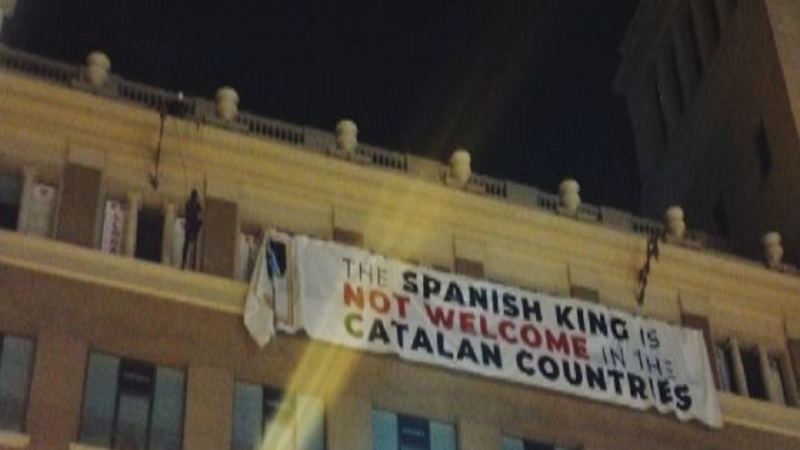 THE SPANISH KING IS
NOT WELCOME IN THE
CATALAN COUNTRIES